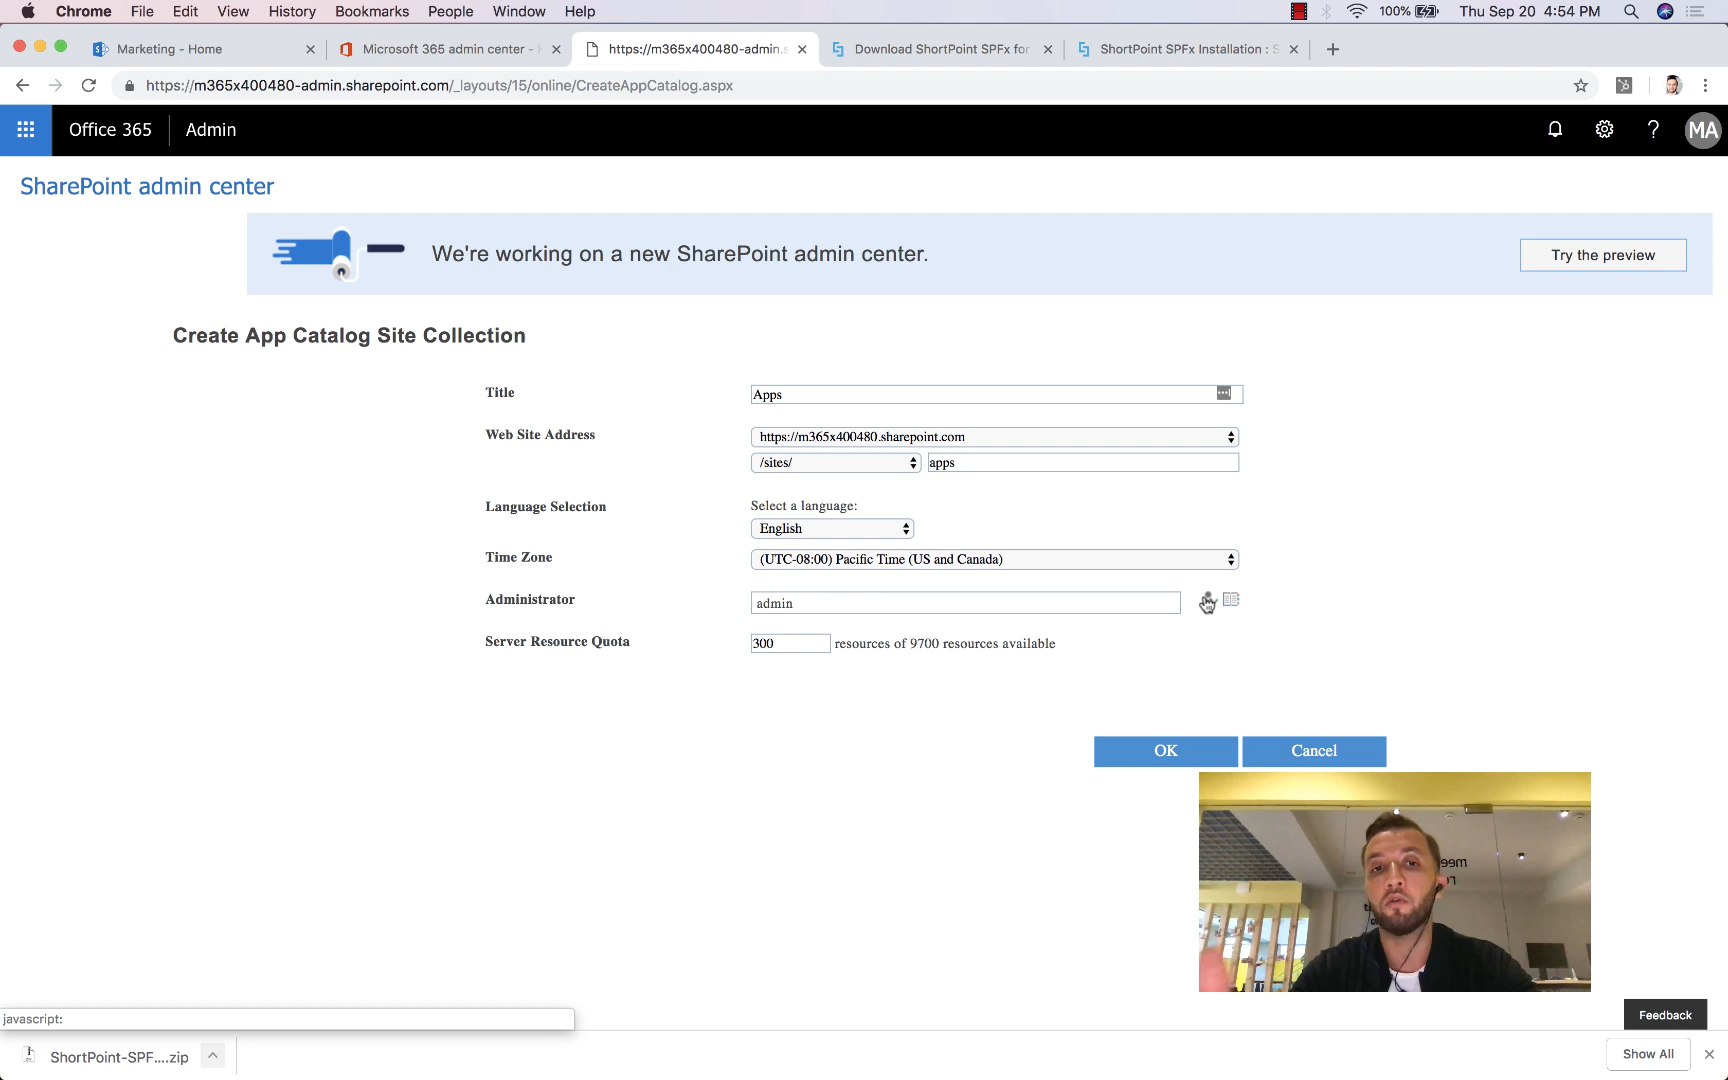 Chrome File Edit View History Bookmarks People Window Help 100% Thu Sep 20 4:54 PM
Marketing - Home Microsoft 365 admin center - https://m365x400480-admin.s Download ShortPoint SPFx for ShortPoint SPFx Installation : S
https://m365x400480-admin.sharepoint.com/_layouts/15/online/CreateAppCatalog.aspx
Office 365 Admin ? MA
SharePoint admin center
We're working on a new SharePoint admin center. Try the preview
Create App Catalog Site Collection
Title Apps
Web Site Address https://m365x400480.sharepoint.com
/sites/ apps
Language Selection Select a language:
English
Time Zone (UTC-08:00) Pacific Time (US and Canada)
Administrator admin
Server Resource Quota 300 resources of 9700 resources available
OK Cancel
Feedback
javascript:
ShortPoint-SPF....zip Show All